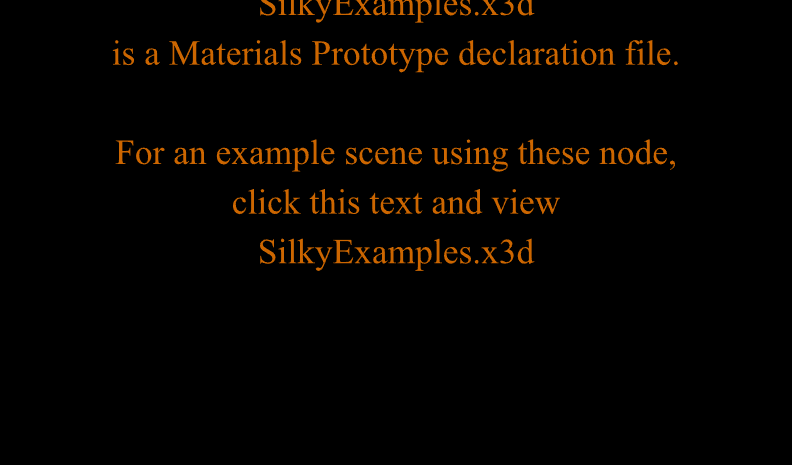 SilkyExamples.x3d
is a Materials Prototype declaration file.
For an example scene using these node,
click this text and view
SilkyExamples.x3d